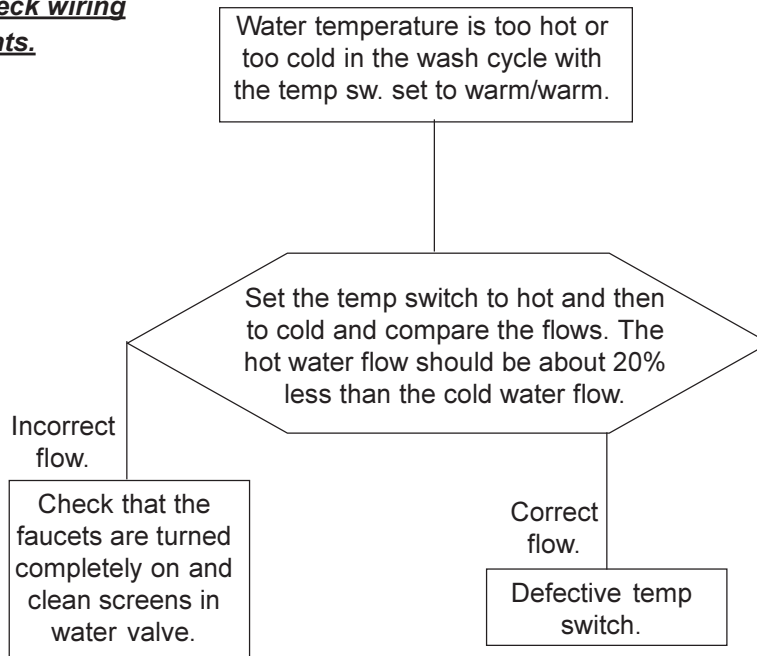 eck wiring
nts.
Water temperature is too hot or
too cold in the wash cycle with
the temp sw. set to warm/warm.
Set the temp switch to hot and then
to cold and compare the flows. The
hot water flow should be about 20%
less than the cold water flow.
Incorrect
flow.
Check that the
faucets are turned
completely on and
clean screens in
water valve.
Correct
flow.
Defective temp
switch.